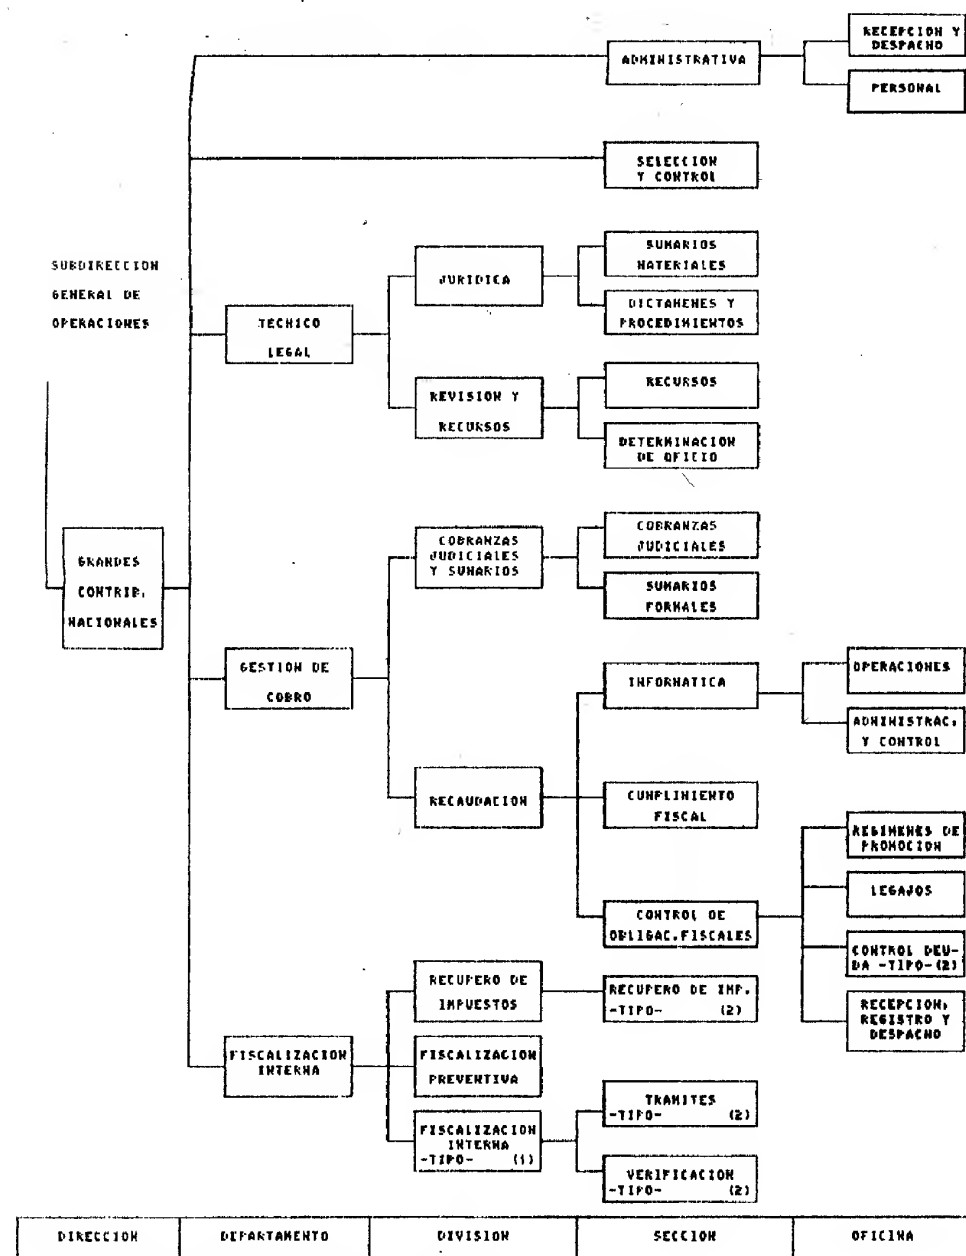 RECEPCION Y
DESPACHO
ADMINISTRATIVA
PERSONAL
SELECCION
Y CONTROL
SUBDIRECCION
GENERAL DE
OPERACIONES
SUMARIOS
MATERIALES
JURIDICA
DICTAMENES Y
PROCEDIMIENTOS
TECNICO
LEGAL
RECURSOS
REVISION Y
RECURSOS
DETERMINACION
DE OFICIO
COBRANZAS
JUDICIALES
COBRANZAS
JUDICIALES
Y SUMARIOS
SUMARIOS
FORMALES
GRANDES
CONTRIB.
NACIONALES
GESTION DE
COBRO
INFORMATICA
OPERACIONES
ADMINISTRAC.
Y CONTROL
RECAUDACION
CUMPLIMIENTO
FISCAL
REGIMENES DE
PROMOCION
LEGAJOS
CONTROL DE
OBLIGAC.FISCALES
CONTROL DEU-
DA -TIPO-(2)
RECEPCION,
REGISTRO Y
DESPACHO
RECUPERO DE
IMPUESTOS
RECUPERO DE IMP.
-TIPO- (2)
FISCALIZACION
INTERNA
FISCALIZACION
PREVENTIVA
FISCALIZACION
INTERNA
-TIPO- (1)
TRAMITES
-TIPO- (2)
VERIFICACION
-TIPO- (2)
DIRECCION DEPARTAMENTO DIVISION SECCION OFICINA